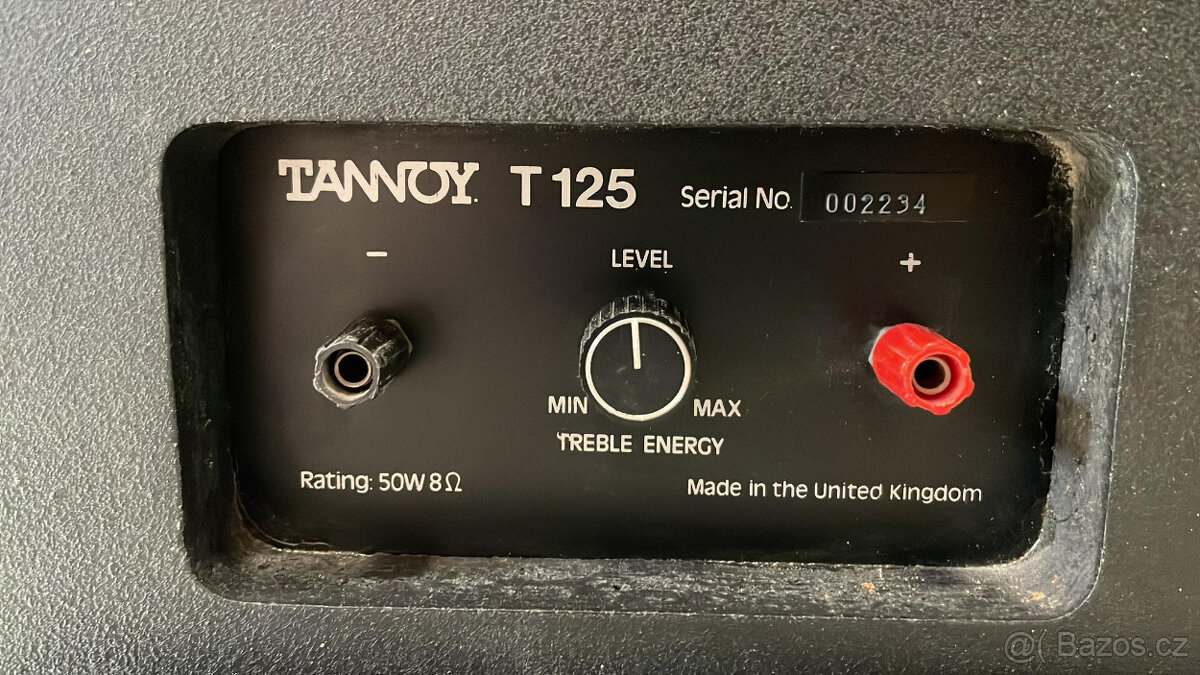 TANNOY. T125 Serial No. 002234
− LEVEL +
MIN MAX
TREBLE ENERGY
Rating: 50W 8Ω Made in the United Kingdom
@( Bazos.cz